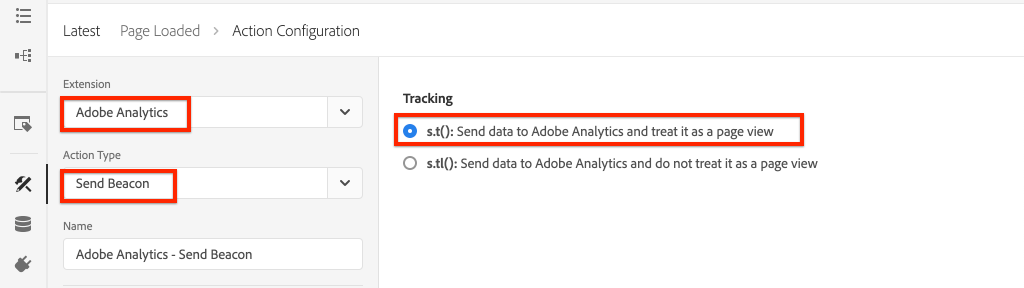 Latest Page Loaded > Action Configuration
Extension
Adobe Analytics
Action Type
Send Beacon
Name
Adobe Analytics - Send Beacon
Tracking
s.t(): Send data to Adobe Analytics and treat it as a page view
s.tl(): Send data to Adobe Analytics and do not treat it as a page view